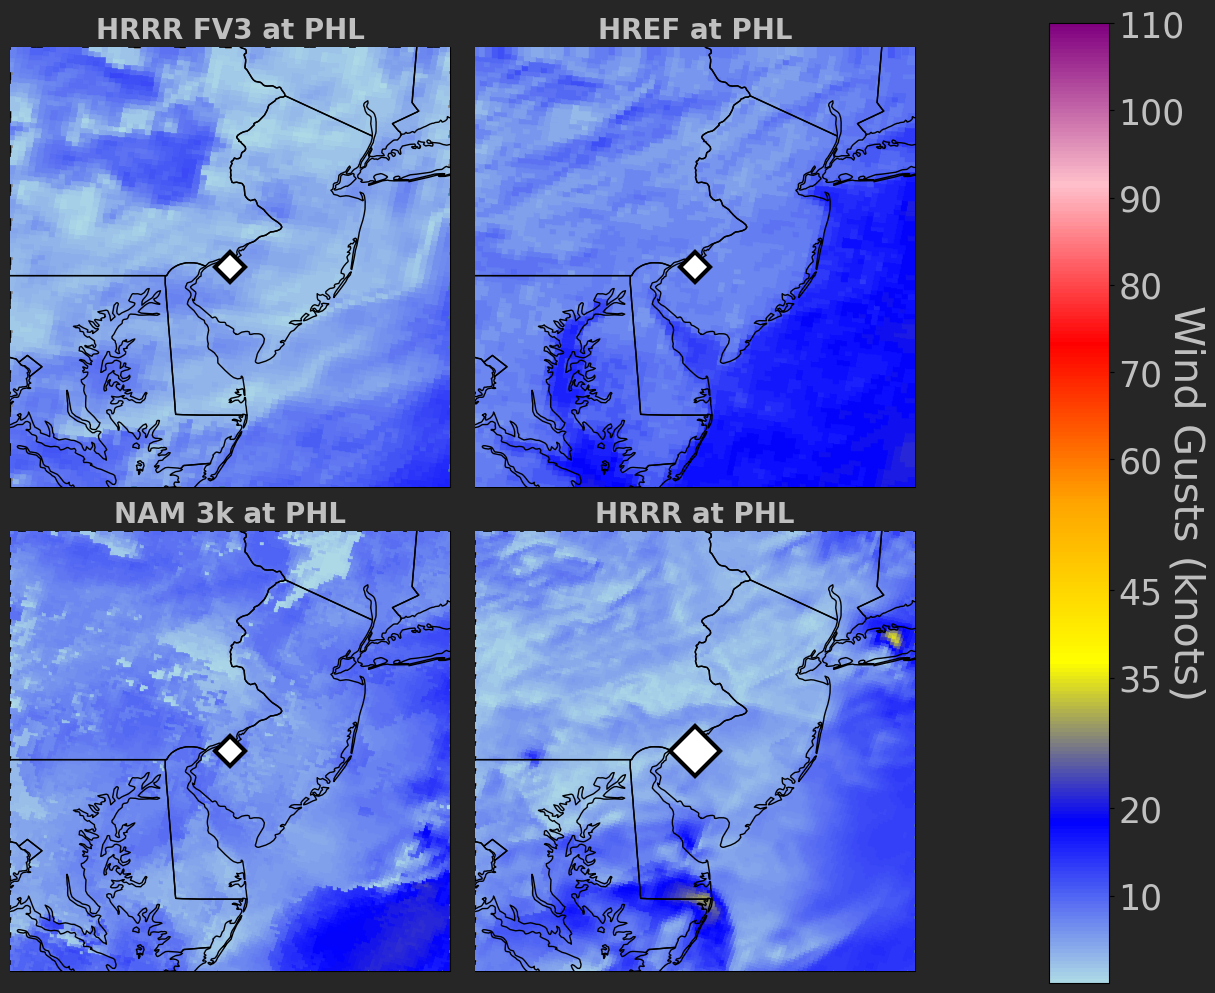 HRRR FV3 at PHL
HREF at PHL
NAM 3k at PHL
HRRR at PHL
110
100
90
80
70
60
45
35
20
10
Wind Gusts (knots)